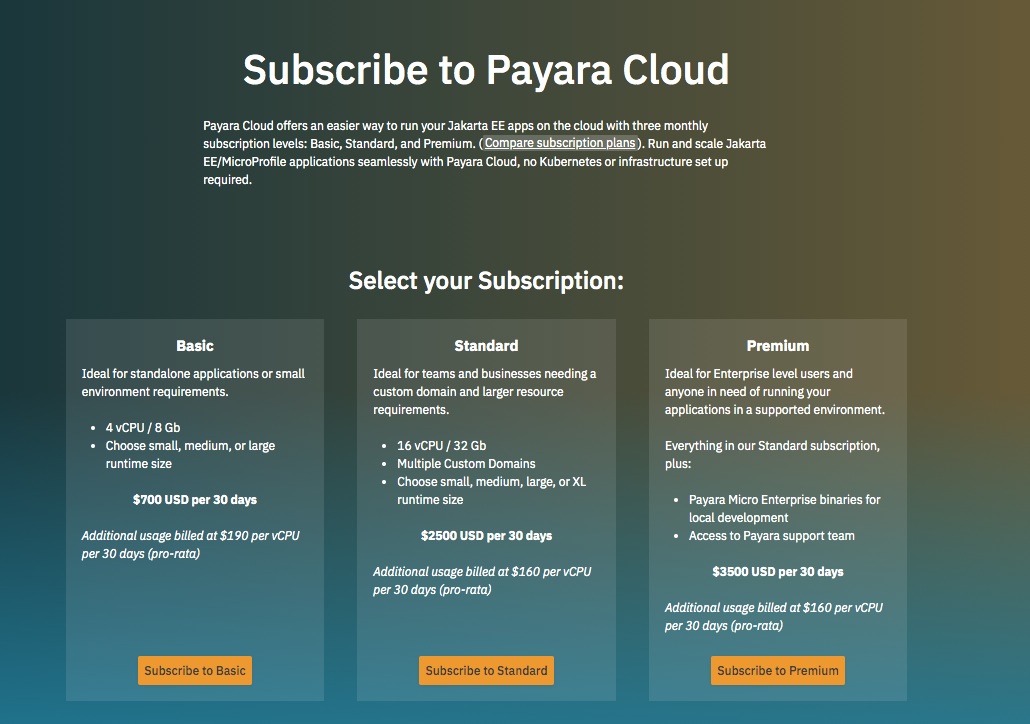 Subscribe to Payara Cloud
Payara Cloud offers an easier way to run your Jakarta EE apps on the cloud with three monthly
subscription levels: Basic, Standard, and Premium. (Compare subscription plans). Run and scale Jakarta
EE/MicroProfile applications seamlessly with Payara Cloud, no Kubernetes or infrastructure set up
required.
Select your Subscription:
Basic
Ideal for standalone applications or small
environment requirements.
• 4 vCPU / 8 Gb
• Choose small, medium, or large
runtime size
$700 USD per 30 days
Additional usage billed at $190 per vCPU
per 30 days (pro-rata)
Subscribe to Basic
Standard
Ideal for teams and businesses needing a
custom domain and larger resource
requirements.
• 16 vCPU / 32 Gb
• Multiple Custom Domains
• Choose small, medium, large, or XL
runtime size
$2500 USD per 30 days
Additional usage billed at $160 per vCPU
per 30 days (pro-rata)
Subscribe to Standard
Premium
Ideal for Enterprise level users and
anyone in need of running your
applications in a supported environment.
Everything in our Standard subscription,
plus:
• Payara Micro Enterprise binaries for
local development
• Access to Payara support team
$3500 USD per 30 days
Additional usage billed at $160 per vCPU
per 30 days (pro-rata)
Subscribe to Premium